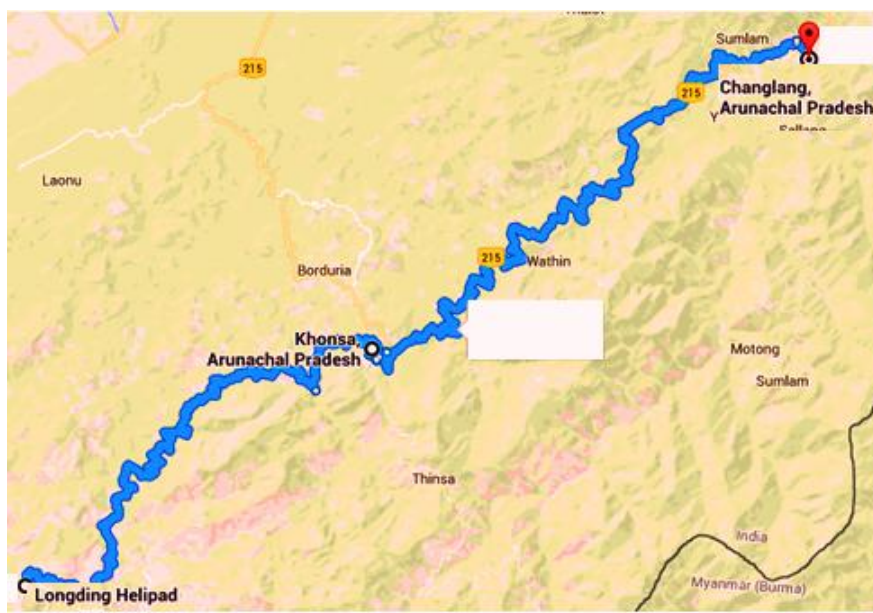 Sumlam
215
215
Changlang,
Arunachal Pradesh
Laonu
215
Wathin
Borduria
Khonsa,
Arunachal Pradesh
Motong
Sumlam
Thinsa
India
Myanmar (Burma)
Longding Helipad